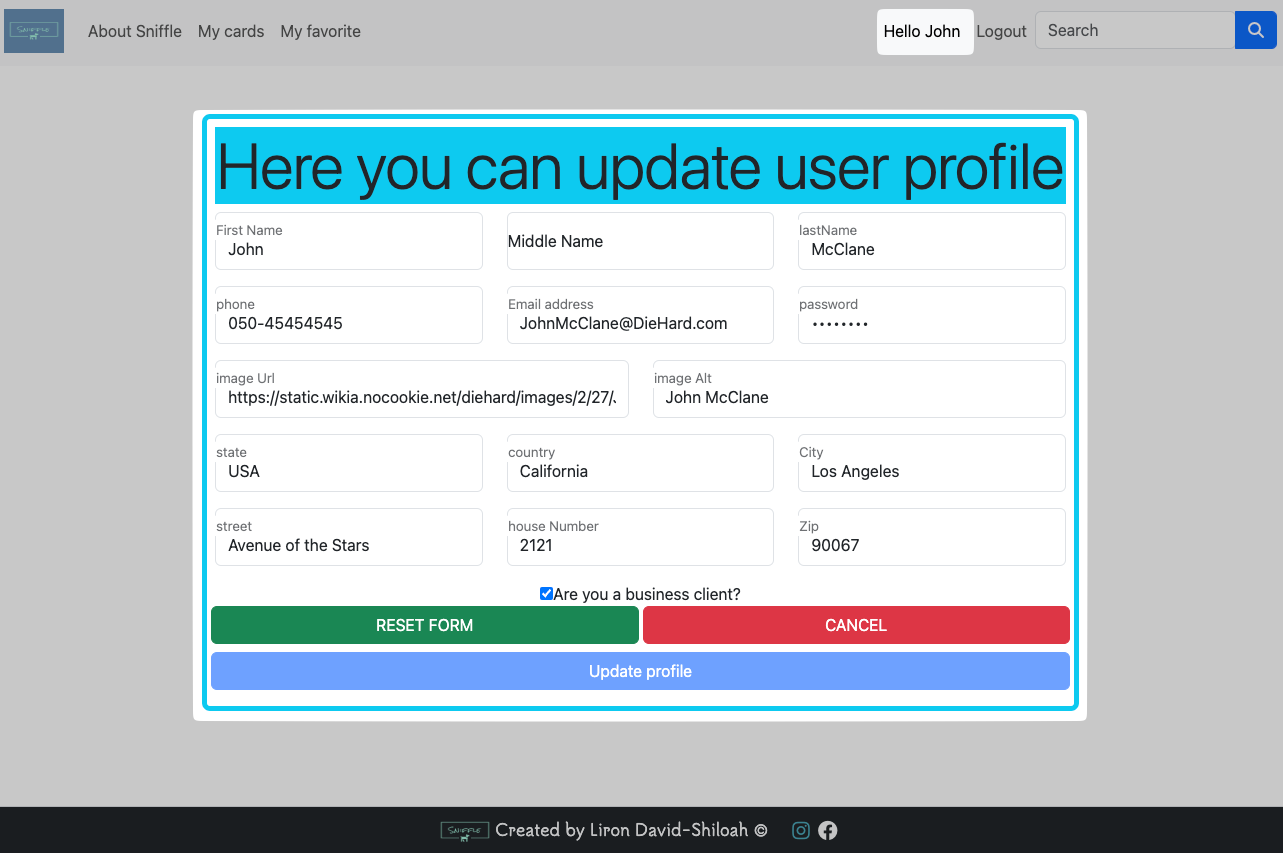 Sniffle About Sniffle My cards My favorite Hello John Logout Search
Here you can update user profile
First Name
John
Middle Name
lastName
McClane
phone
050-45454545
Email address
JohnMcClane@DieHard.com
password
••••••••
image Url
https://static.wikia.nocookie.net/diehard/images/2/27/J
image Alt
John McClane
state
USA
country
California
City
Los Angeles
street
Avenue of the Stars
house Number
2121
Zip
90067
Are you a business client?
RESET FORM
CANCEL
Update profile
Sniffle Created by Liron David-Shiloah ©